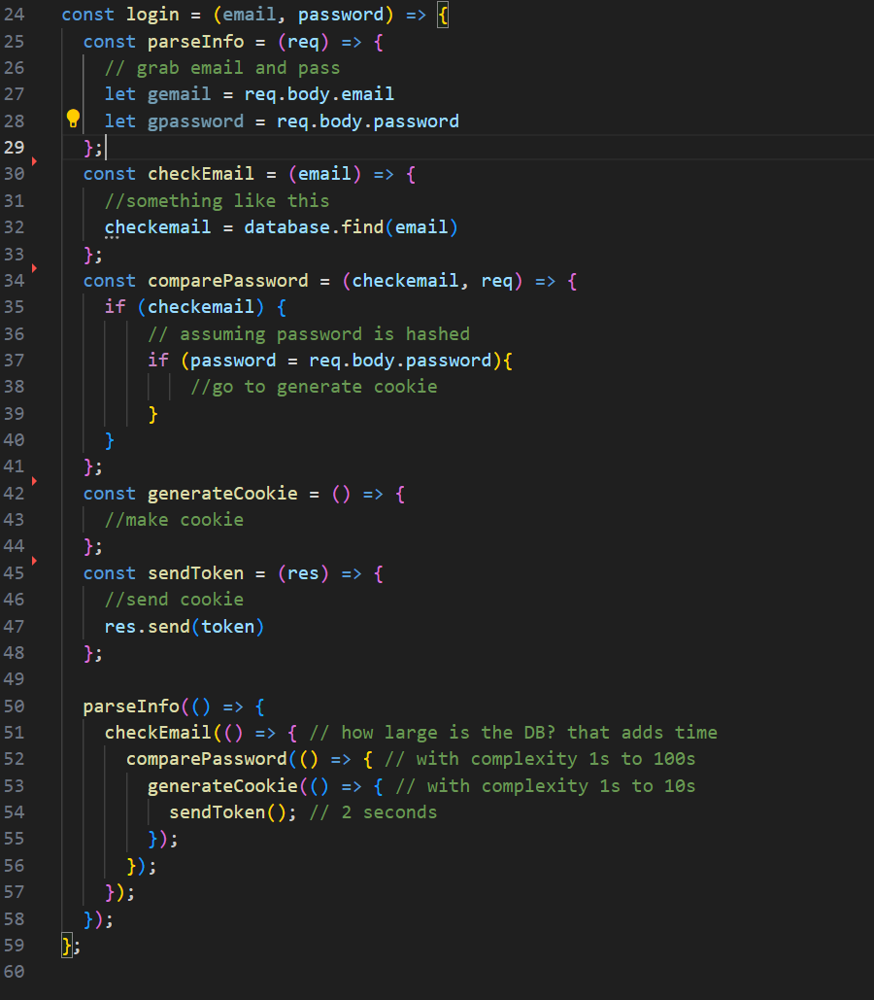 24 const login = (email, password) => {
25 const parseInfo = (req) => {
26 // grab email and pass
27 let gemail = req.body.email
28 let gpassword = req.body.password
29 };
30 const checkEmail = (email) => {
31 //something like this
32 checkemail = database.find(email)
33 };
34 const comparePassword = (checkemail, req) => {
35 if (checkemail) {
36 // assuming password is hashed
37 if (password = req.body.password){
38 //go to generate cookie
39 }
40 }
41 };
42 const generateCookie = () => {
43 //make cookie
44 };
45 const sendToken = (res) => {
46 //send cookie
47 res.send(token)
48 };
49
50 parseInfo(() => {
51 checkEmail(() => { // how large is the DB? that adds time
52 comparePassword(() => { // with complexity 1s to 100s
53 generateCookie(() => { // with complexity 1s to 10s
54 sendToken(); // 2 seconds
55 });
56 });
57 });
58 });
59 };
60